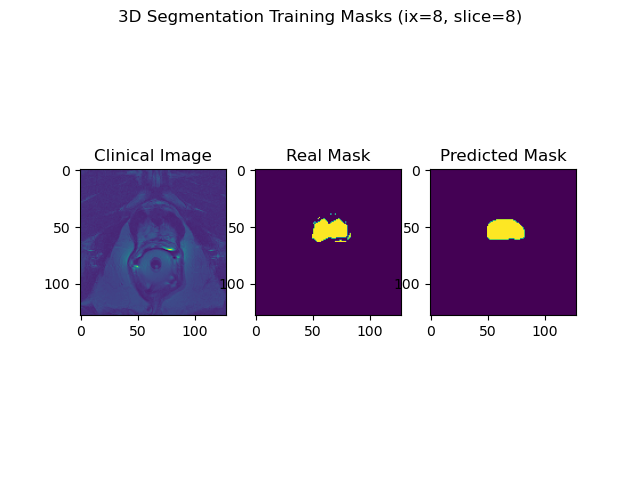 3D Segmentation Training Masks (ix=8, slice=8)
Clinical Image Real Mask Predicted Mask
0 0 0
50 50 50
100 100 100
0 50 100 0 50 100 0 50 100